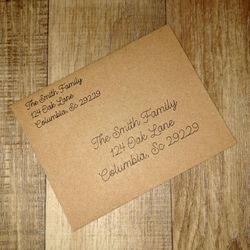 The Smith Family
124 Oak Lane
Columbia, Sc 29229
The Smith Family
124 Oak Lane
Columbia, Sc 29229